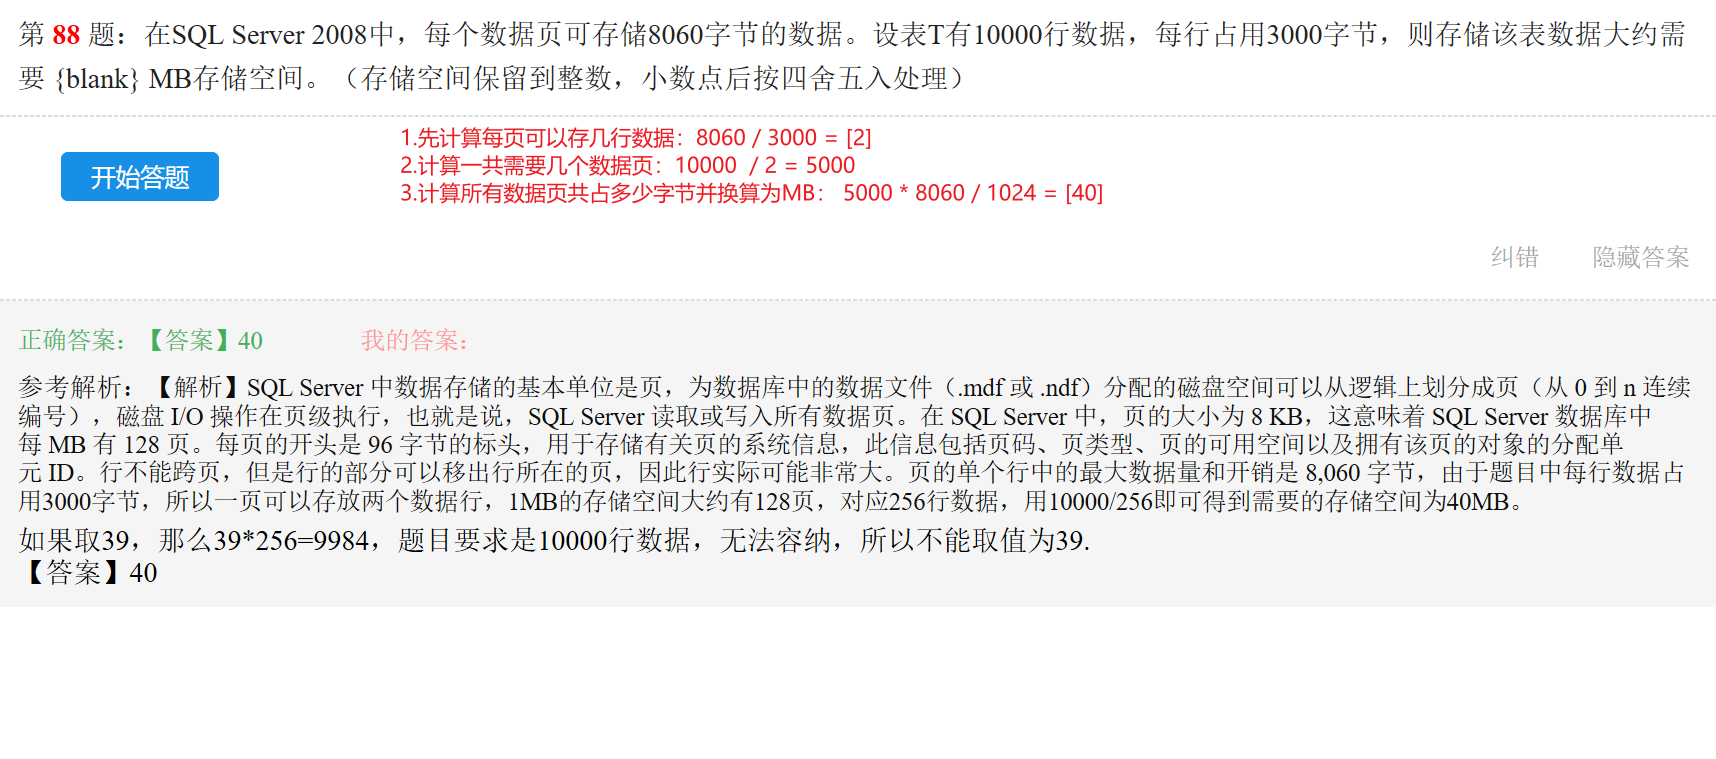 第 88 题：在SQL Server 2008中，每个数据页可存储8060字节的数据。设表T有10000行数据，每行占用3000字节，则存储该表数据大约需
要 {blank} MB存储空间。（存储空间保留到整数，小数点后按四舍五入处理）
开始答题
1.先计算每页可以存几行数据：8060 / 3000 = [2]
2.计算一共需要几个数据页：10000 / 2 = 5000
3.计算所有数据页共占多少字节并换算为MB： 5000 * 8060 / 1024 = [40]
纠错 隐藏答案
正确答案：【答案】40 我的答案：
参考解析：【解析】SQL Server 中数据存储的基本单位是页，为数据库中的数据文件（.mdf 或 .ndf）分配的磁盘空间可以从逻辑上划分成页（从 0 到 n 连续
编号），磁盘 I/O 操作在页级执行，也就是说，SQL Server 读取或写入所有数据页。在 SQL Server 中，页的大小为 8 KB，这意味着 SQL Server 数据库中
每 MB 有 128 页。每页的开头是 96 字节的标头，用于存储有关页的系统信息，此信息包括页码、页类型、页的可用空间以及拥有该页的对象的分配单
元 ID。行不能跨页，但是行的部分可以移出行所在的页，因此行实际可能非常大。页的单个行中的最大数据量和开销是 8,060 字节，由于题目中每行数据占
用3000字节，所以一页可以存放两个数据行，1MB的存储空间大约有128页，对应256行数据，用10000/256即可得到需要的存储空间为40MB。
如果取39，那么39*256=9984，题目要求是10000行数据，无法容纳，所以不能取值为39.
【答案】40